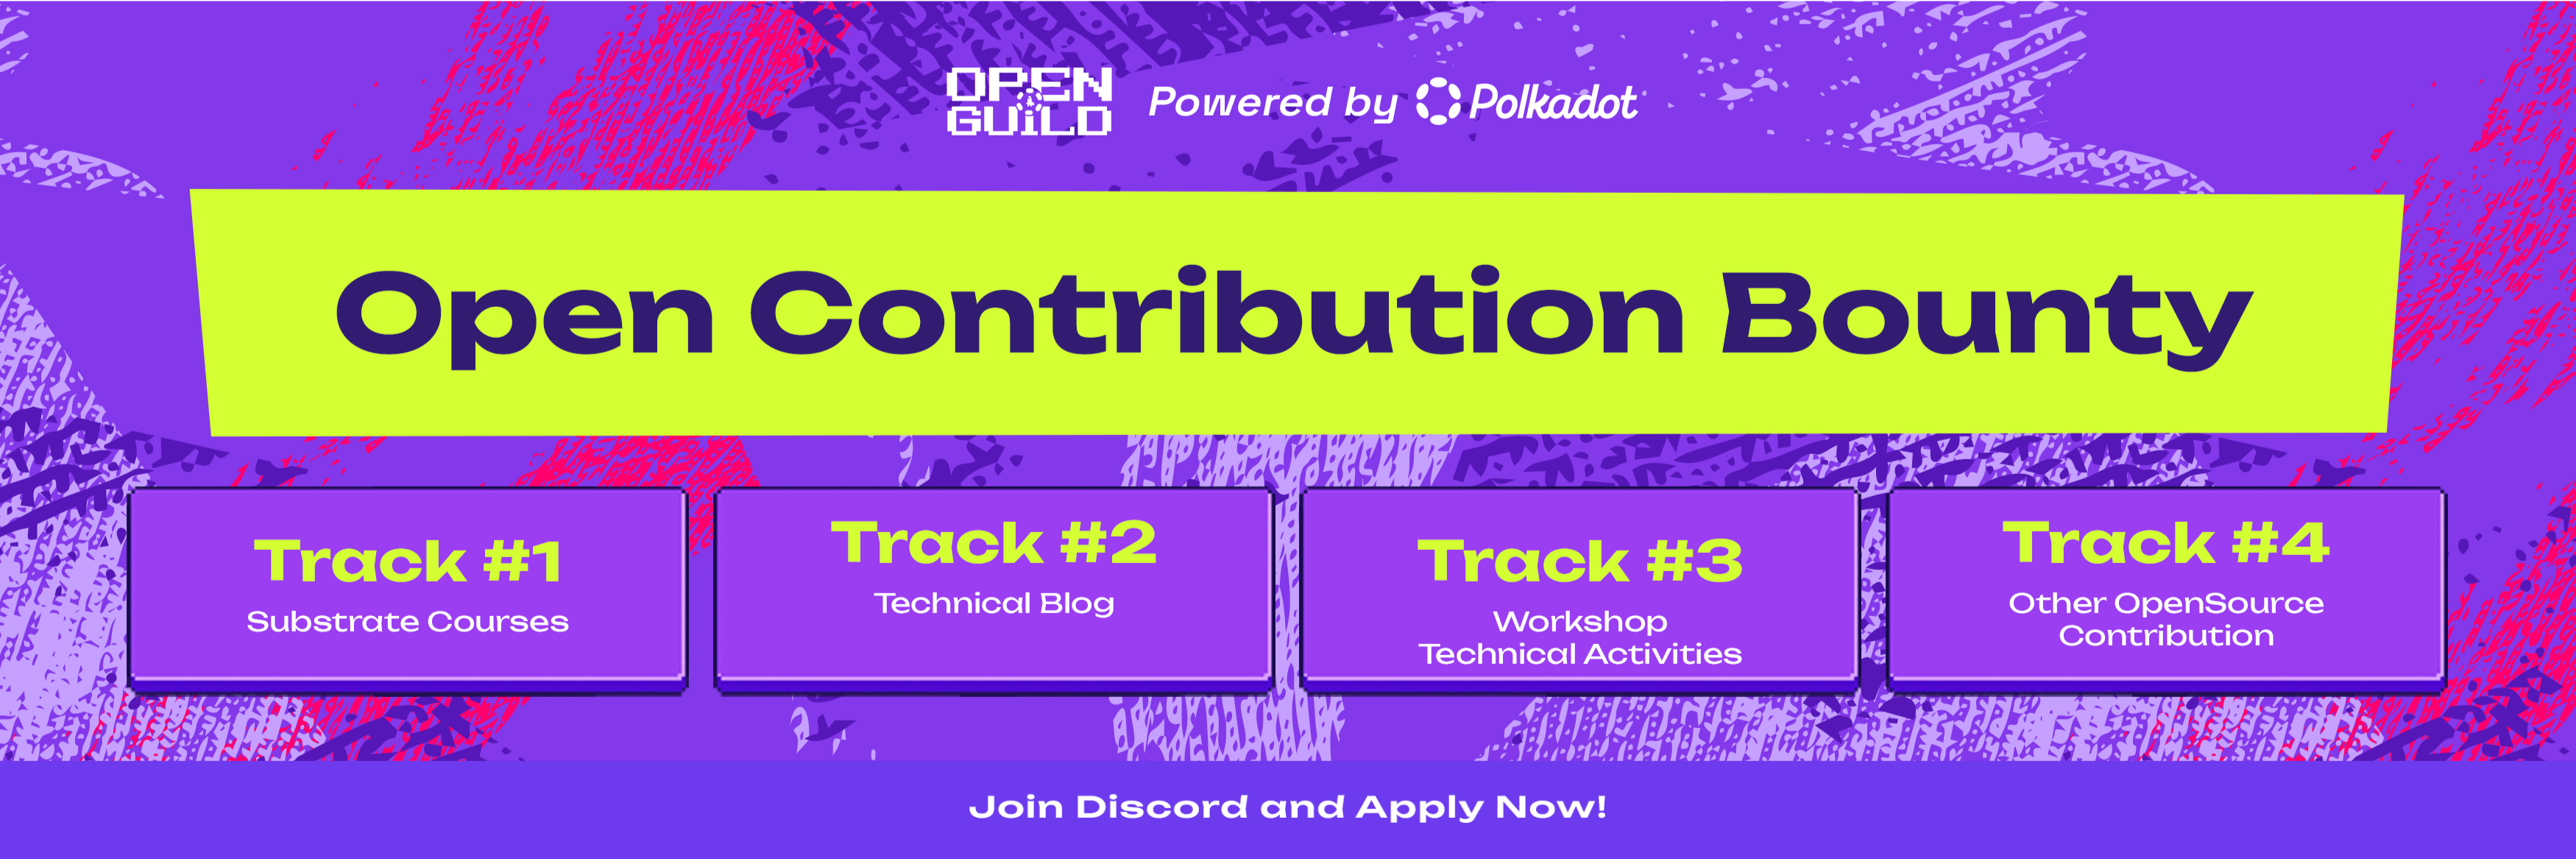 OPEN
GUILD
Powered by Polkadot
Open Contribution Bounty
Track #1
Substrate Courses
Track #2
Technical Blog
Track #3
Workshop
Technical Activities
Track #4
Other OpenSource
Contribution
Join Discord and Apply Now!